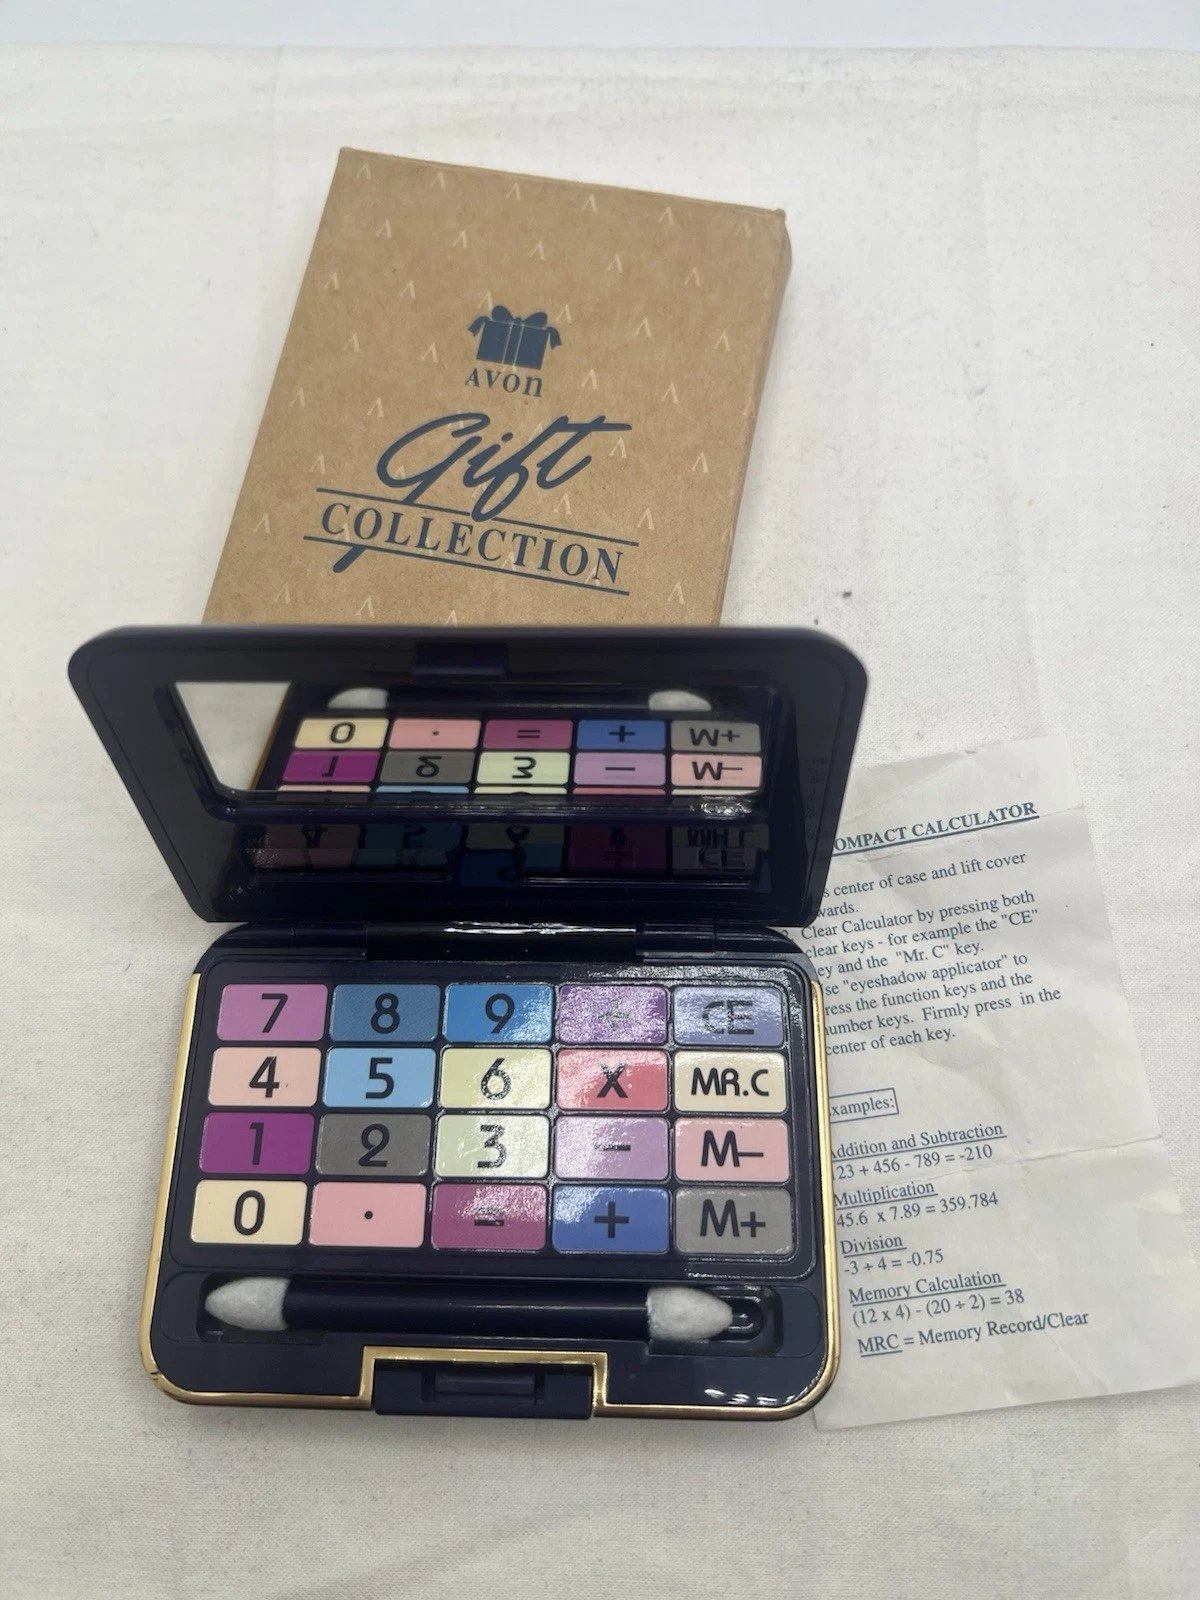 AVON
Gift
COLLECTION
7 8 9 ÷ CE
4 5 6 X MR.C
1 2 3 – M–
0 . = + M+
OMPACT CALCULATOR
s center of case and lift cover
wards.
Clear Calculator by pressing both
clear keys - for example the "CE"
ey and the "Mr. C" key.
se "eyeshadow applicator" to
ress the function keys and the
umber keys. Firmly press in the
center of each key.
xamples:
ddition and Subtraction
23 + 456 - 789 = -210
Multiplication
45.6 x 7.89 = 359.784
Division
-3 ÷ 4 = -0.75
Memory Calculation
(12 x 4) - (20 ÷ 2) = 38
MRC = Memory Record/Clear